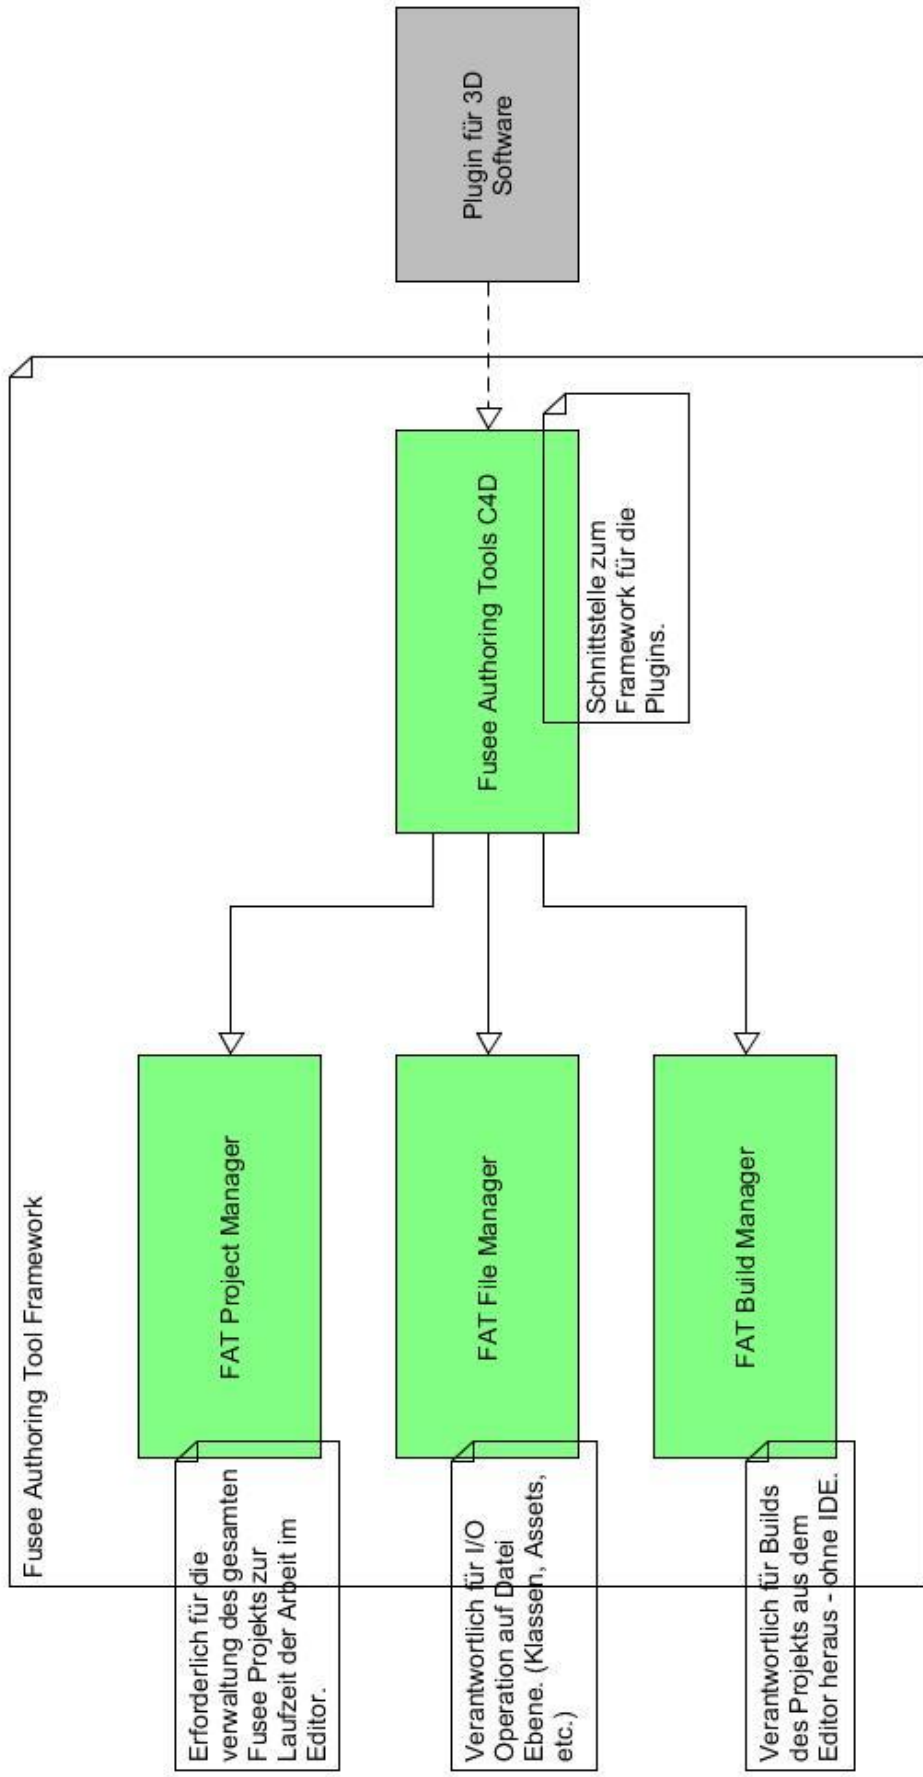 Fusee Authoring Tool Framework
Erforderlich für die
verwaltung des gesamten
Fusee Projekts zur
Laufzeit der Arbeit im
Editor.
FAT Project Manager
Verantwortlich für I/O
Operation auf Datei
Ebene. (Klassen, Assets,
etc.)
FAT File Manager
Verantwortlich für Builds
des Projekts aus dem
Editor heraus - ohne IDE.
FAT Build Manager
Fusee Authoring Tools C4D
Schnittstelle zum
Framework für die
Plugins.
Plugin für 3D
Software